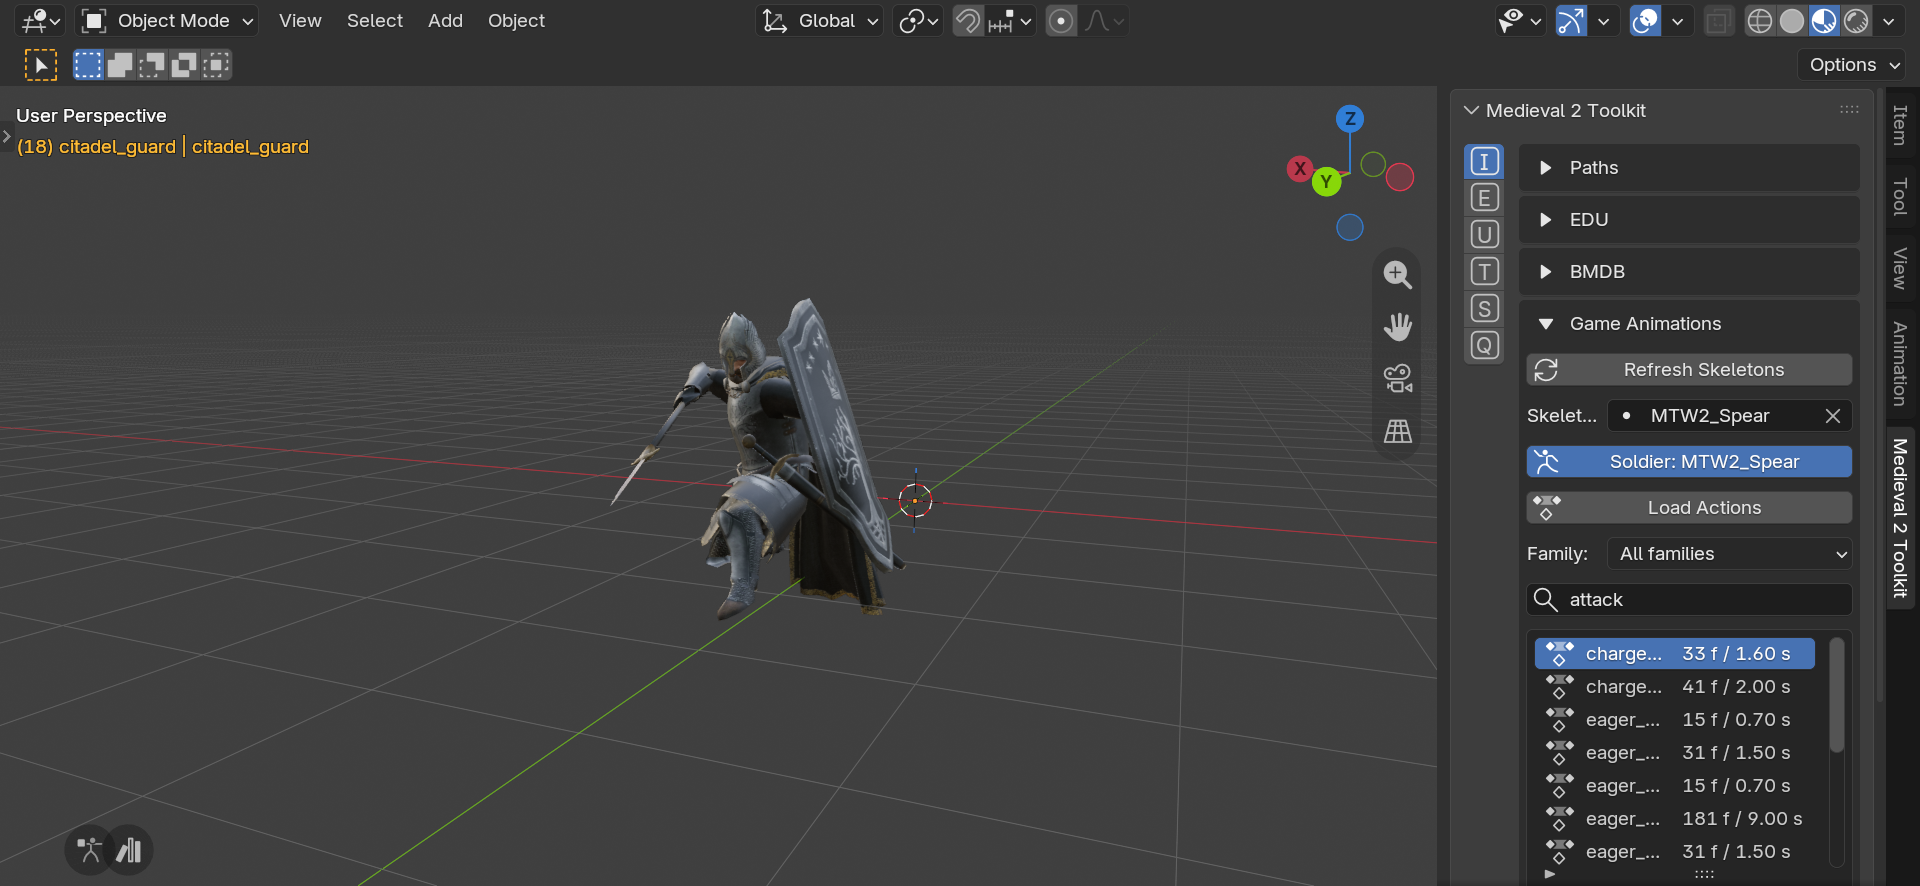 Object Mode View Select Add Object Global
Options
User Perspective
(18) citadel_guard | citadel_guard
Z
X
Y
Medieval 2 Toolkit
I
E
U
T
S
Q
Paths
EDU
BMDB
Game Animations
Refresh Skeletons
Skelet... MTW2_Spear
Soldier: MTW2_Spear
Load Actions
Family: All families
attack
charge... 33 f / 1.60 s
charge... 41 f / 2.00 s
eager_... 15 f / 0.70 s
eager_... 31 f / 1.50 s
eager_... 15 f / 0.70 s
eager_... 181 f / 9.00 s
eager_... 31 f / 1.50 s
Item
Tool
View
Animation
Medieval 2 Toolkit